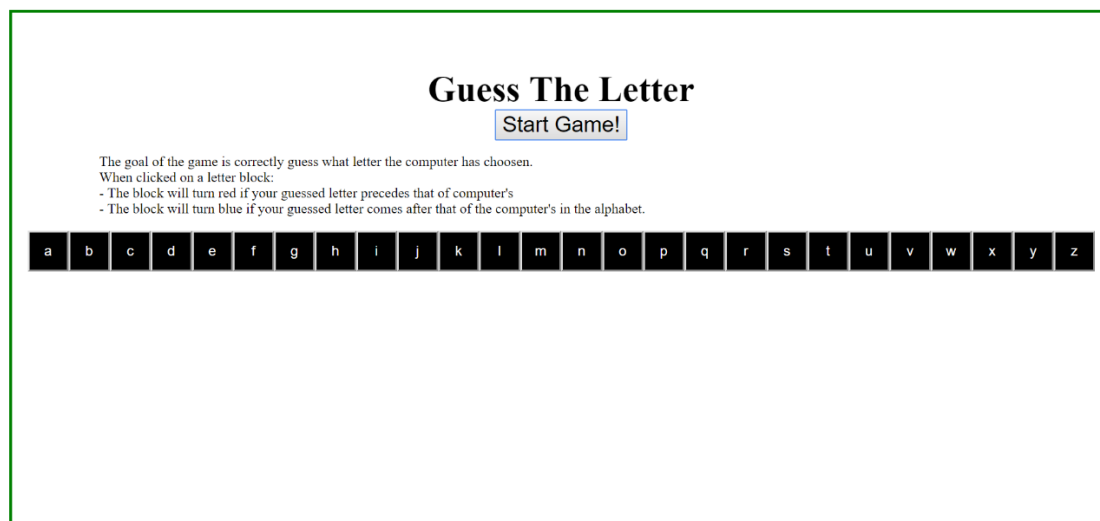 Guess The Letter
Start Game!
The goal of the game is correctly guess what letter the computer has choosen.
When clicked on a letter block:
- The block will turn red if your guessed letter precedes that of computer's
- The block will turn blue if your guessed letter comes after that of the computer's in the alphabet.
a b c d e f g h i j k l m n o p q r s t u v w x y z